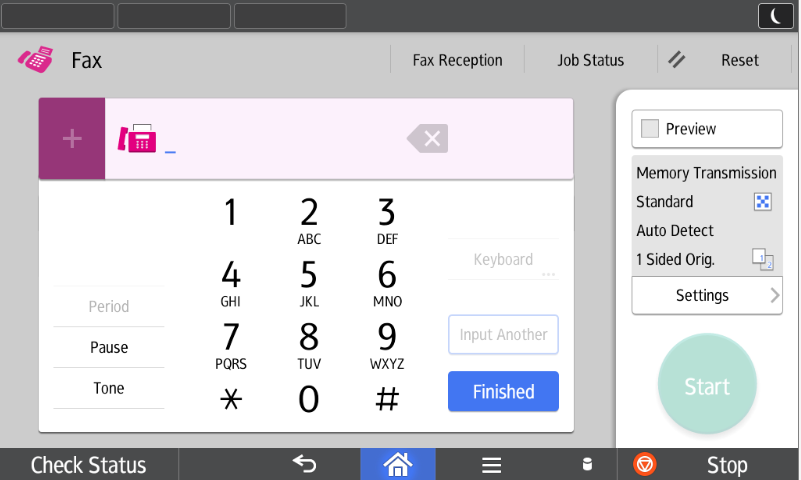 Fax
Fax Reception
Job Status
Reset
+
Preview
Memory Transmission
Standard
Auto Detect
1 Sided Orig.
1
2
Settings
Start
1
2
ABC
3
DEF
4
GHI
5
JKL
6
MNO
7
PQRS
8
TUV
9
WXYZ
*
0
#
Period
Pause
Tone
Keyboard
...
Input Another
Finished
Check Status
Stop